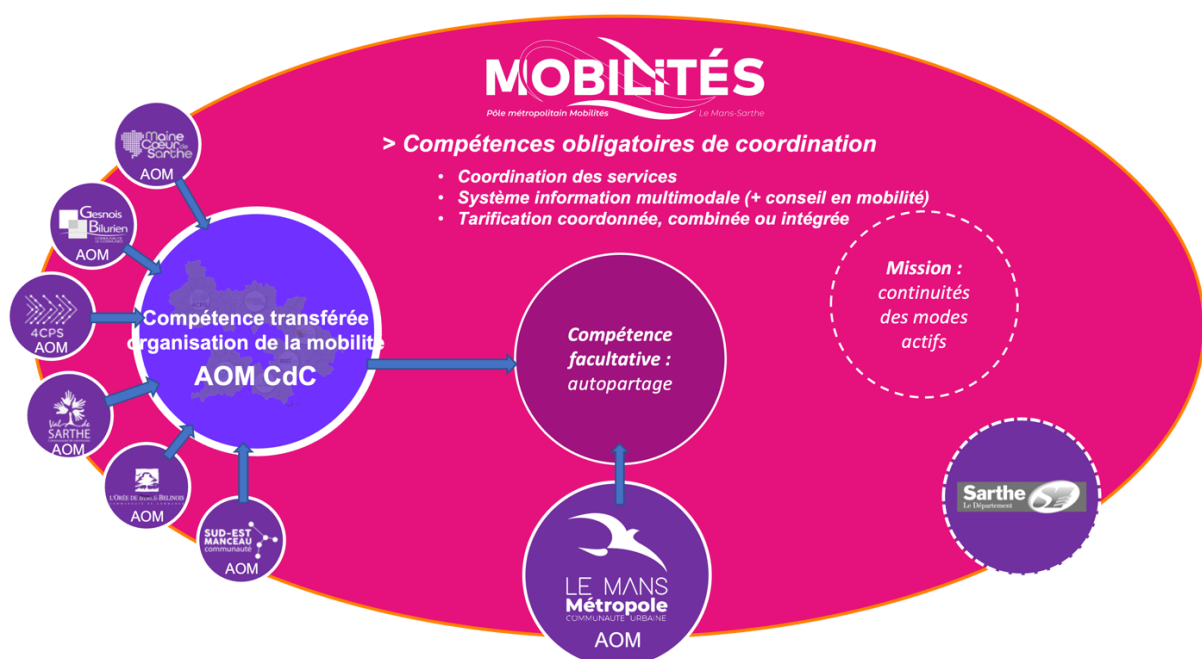 MOBiLiTÉS
Pôle métropolitain Mobilités
Le Mans-Sarthe
> Compétences obligatoires de coordination
• Coordination des services
• Système information multimodale (+ conseil en mobilité)
• Tarification coordonnée, combinée ou intégrée
maine
Cœur de
Sarthe
AOM
Gesnois
Bilurien
COMMUNAUTÉ
DE COMMUNES
AOM
4CPS
AOM
Val de
SARTHE
AOM
L'ORÉE DE BERCÉ-BELINOIS
AOM
SUD-EST
MANCEAU
communauté
AOM
Compétence transférée
organisation de la mobilité
AOM CdC
Compétence
facultative :
autopartage
Mission :
continuités
des modes
actifs
Sarthe
Le Département
LE MANS
Métropole
COMMUNAUTE URBAINE
AOM